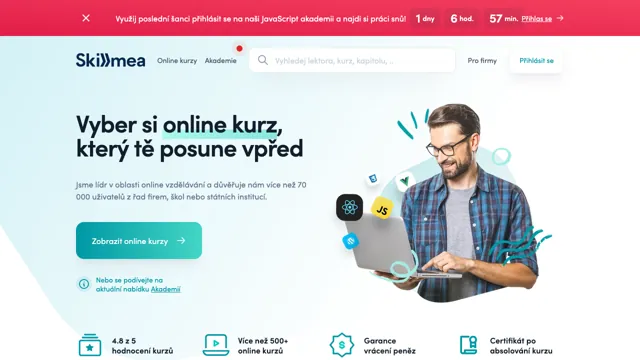 Využij poslední šanci přihlásit se na naši JavaScript akademii a najdi si práci snů! 1 dny 6 hod. 57 min. Přihlas se
Skillmea Online kurzy Akademie Vyhledej lektora, kurz, kapitolu, .. Pro firmy Přihlásit se
Vyber si online kurz,
který tě posune vpřed
Jsme lídr v oblasti online vzdělávání a důvěřuje nám více než 70
000 uživatelů z řad firem, škol nebo státních institucí.
JS
Zobrazit online kurzy
Nebo se podívejte na
aktuální nabídku Akademií
4.8 z 5
hodnocení kurzů
Více než 500+
online kurzů
Garance
vrácení peněz
Certifikát po
absolování kurzu